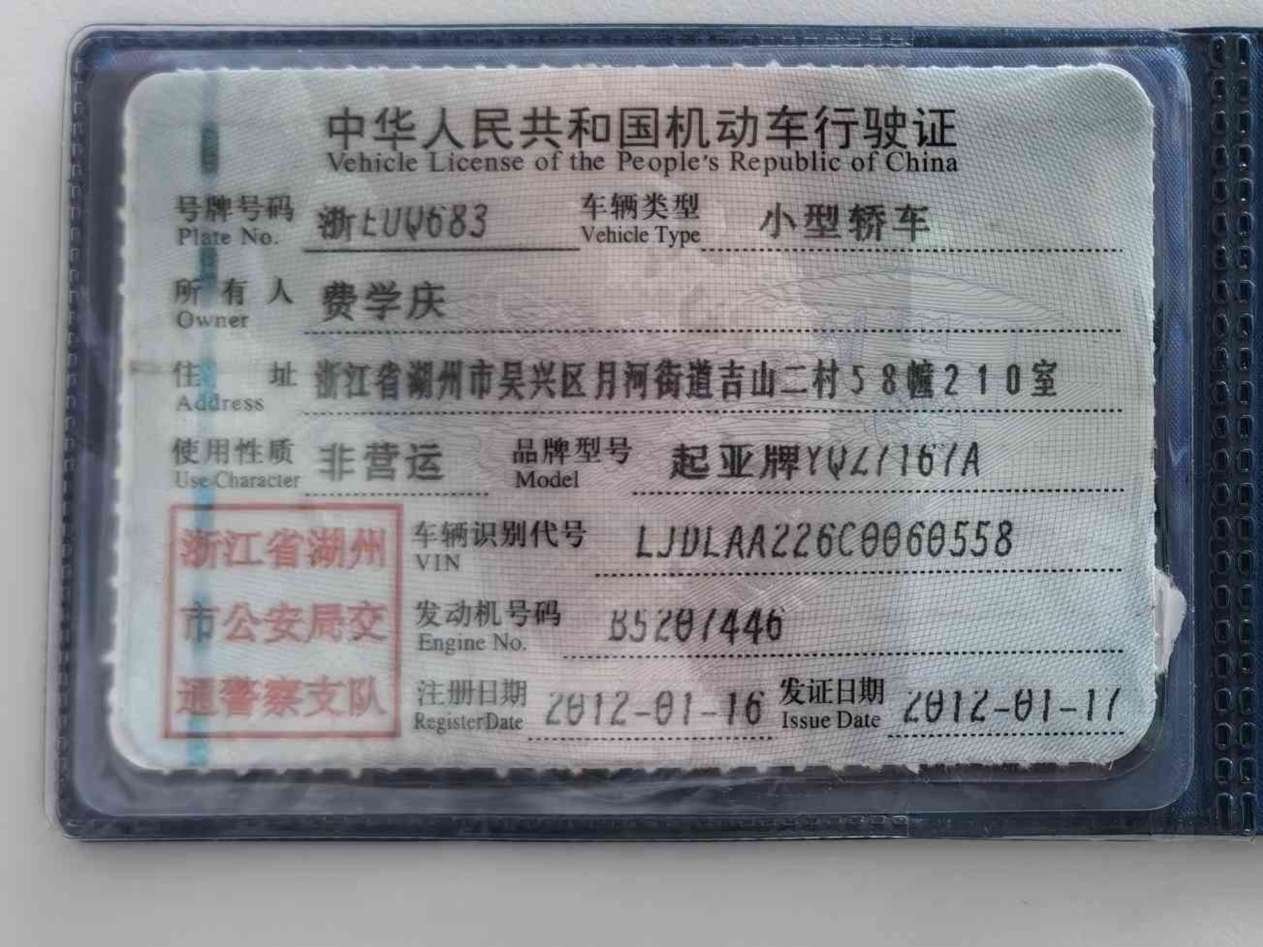 中华人民共和国机动车行驶证
Vehicle License of the People's Republic of China
号牌号码 浙EUQ683 车辆类型 小型轿车
Plate No. Vehicle Type
所有人 费学庆
Owner
住址 浙江省湖州市吴兴区月河街道吉山二村58幢210室
Address
使用性质 非营运 品牌型号 起亚牌YQZ7167A
Use Character Model
浙江省湖州
市公安局交
通警察支队
车辆识别代号 LJDLAA226C0060558
VIN
发动机号码 B5207446
Engine No.
注册日期 2012-01-16 发证日期 2012-01-17
Register Date Issue Date